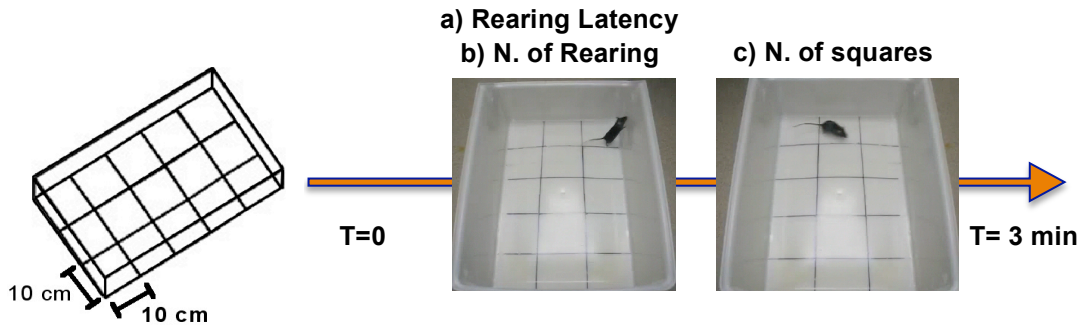 a) Rearing Latency
b) N. of Rearing
c) N. of squares
T=0
T= 3 min
10 cm
10 cm